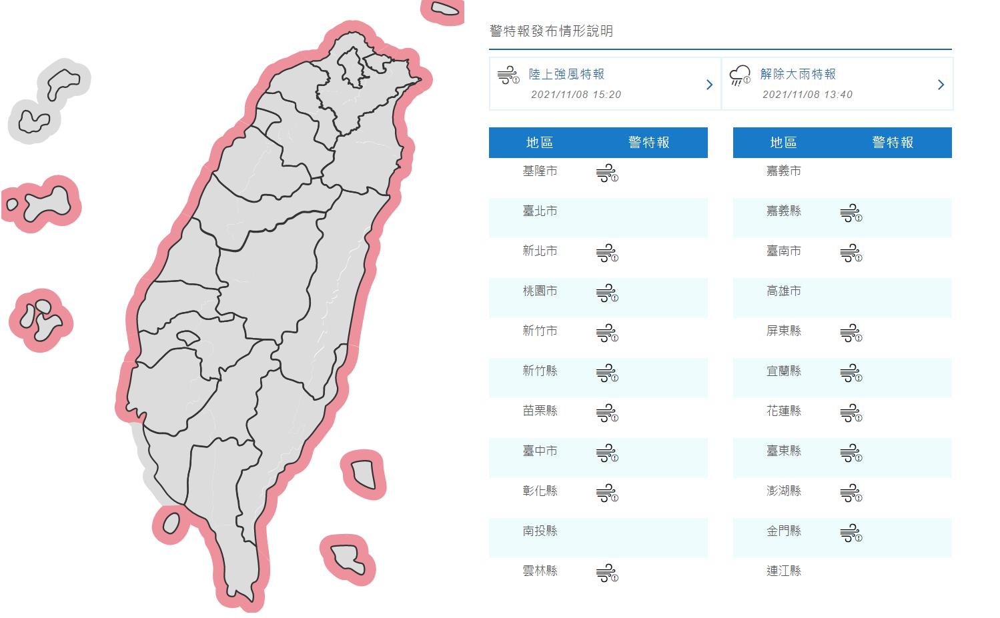 警特報發布情形說明
陸上強風特報
2021/11/08 15:20
解除大雨特報
2021/11/08 13:40
地區 警特報
基隆市
臺北市
新北市
桃園市
新竹市
新竹縣
苗栗縣
臺中市
彰化縣
南投縣
雲林縣
地區 警特報
嘉義市
嘉義縣
臺南市
高雄市
屏東縣
宜蘭縣
花蓮縣
臺東縣
澎湖縣
金門縣
連江縣